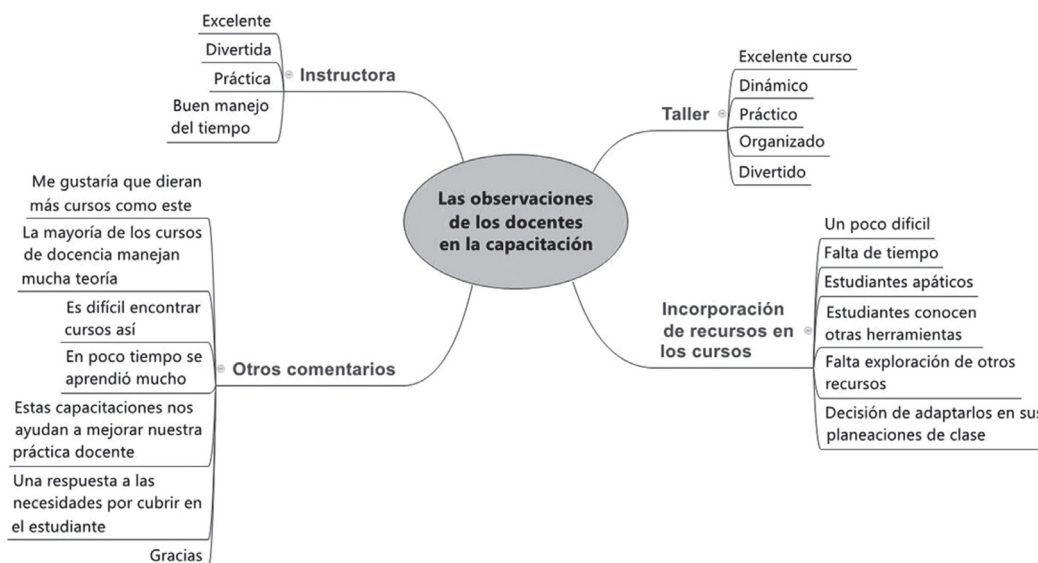 Las observaciones
de los docentes
en la capacitación
Instructora
Excelente
Divertida
Práctica
Buen manejo
del tiempo
Taller
Excelente curso
Dinámico
Práctico
Organizado
Divertido
Incorporación
de recursos en
los cursos
Un poco dificil
Falta de tiempo
Estudiantes apáticos
Estudiantes conocen
otras herramientas
Falta exploración de otros
recursos
Decisión de adaptarlos en sus
planeaciones de clase
Otros comentarios
Me gustaría que dieran
más cursos como este
La mayoría de los cursos
de docencia manejan
mucha teoría
Es difícil encontrar
cursos así
En poco tiempo se
aprendió mucho
Estas capacitaciones nos
ayudan a mejorar nuestra
práctica docente
Una respuesta a las
necesidades por cubrir en
el estudiante
Gracias